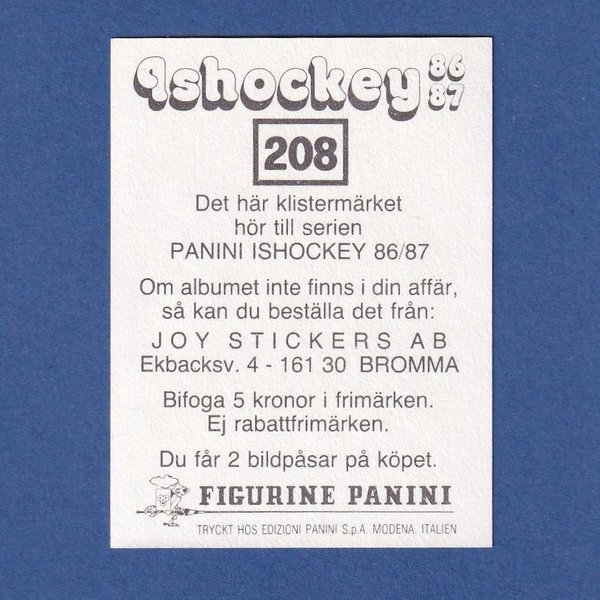 Ishockey 86
87
208
Det här klistermärket
hör till serien
PANINI ISHOCKEY 86/87
Om albumet inte finns i din affär,
så kan du beställa det från:
JOY STICKERS AB
Ekbacksv. 4 - 161 30 BROMMA
Bifoga 5 kronor i frimärken.
Ej rabattfrimärken.
Du får 2 bildpåsar på köpet.
FIGURINE PANINI
TRYCKT HOS EDIZIONI PANINI S.p.A. MODENA. ITALIEN